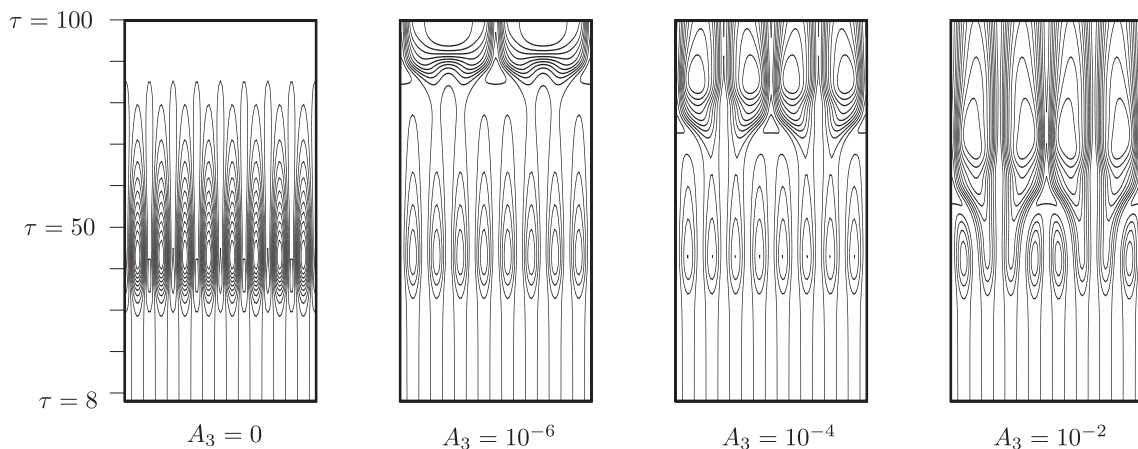 τ = 100
τ = 50
τ = 8
A₃ = 0
A₃ = 10⁻⁶
A₃ = 10⁻⁴
A₃ = 10⁻²